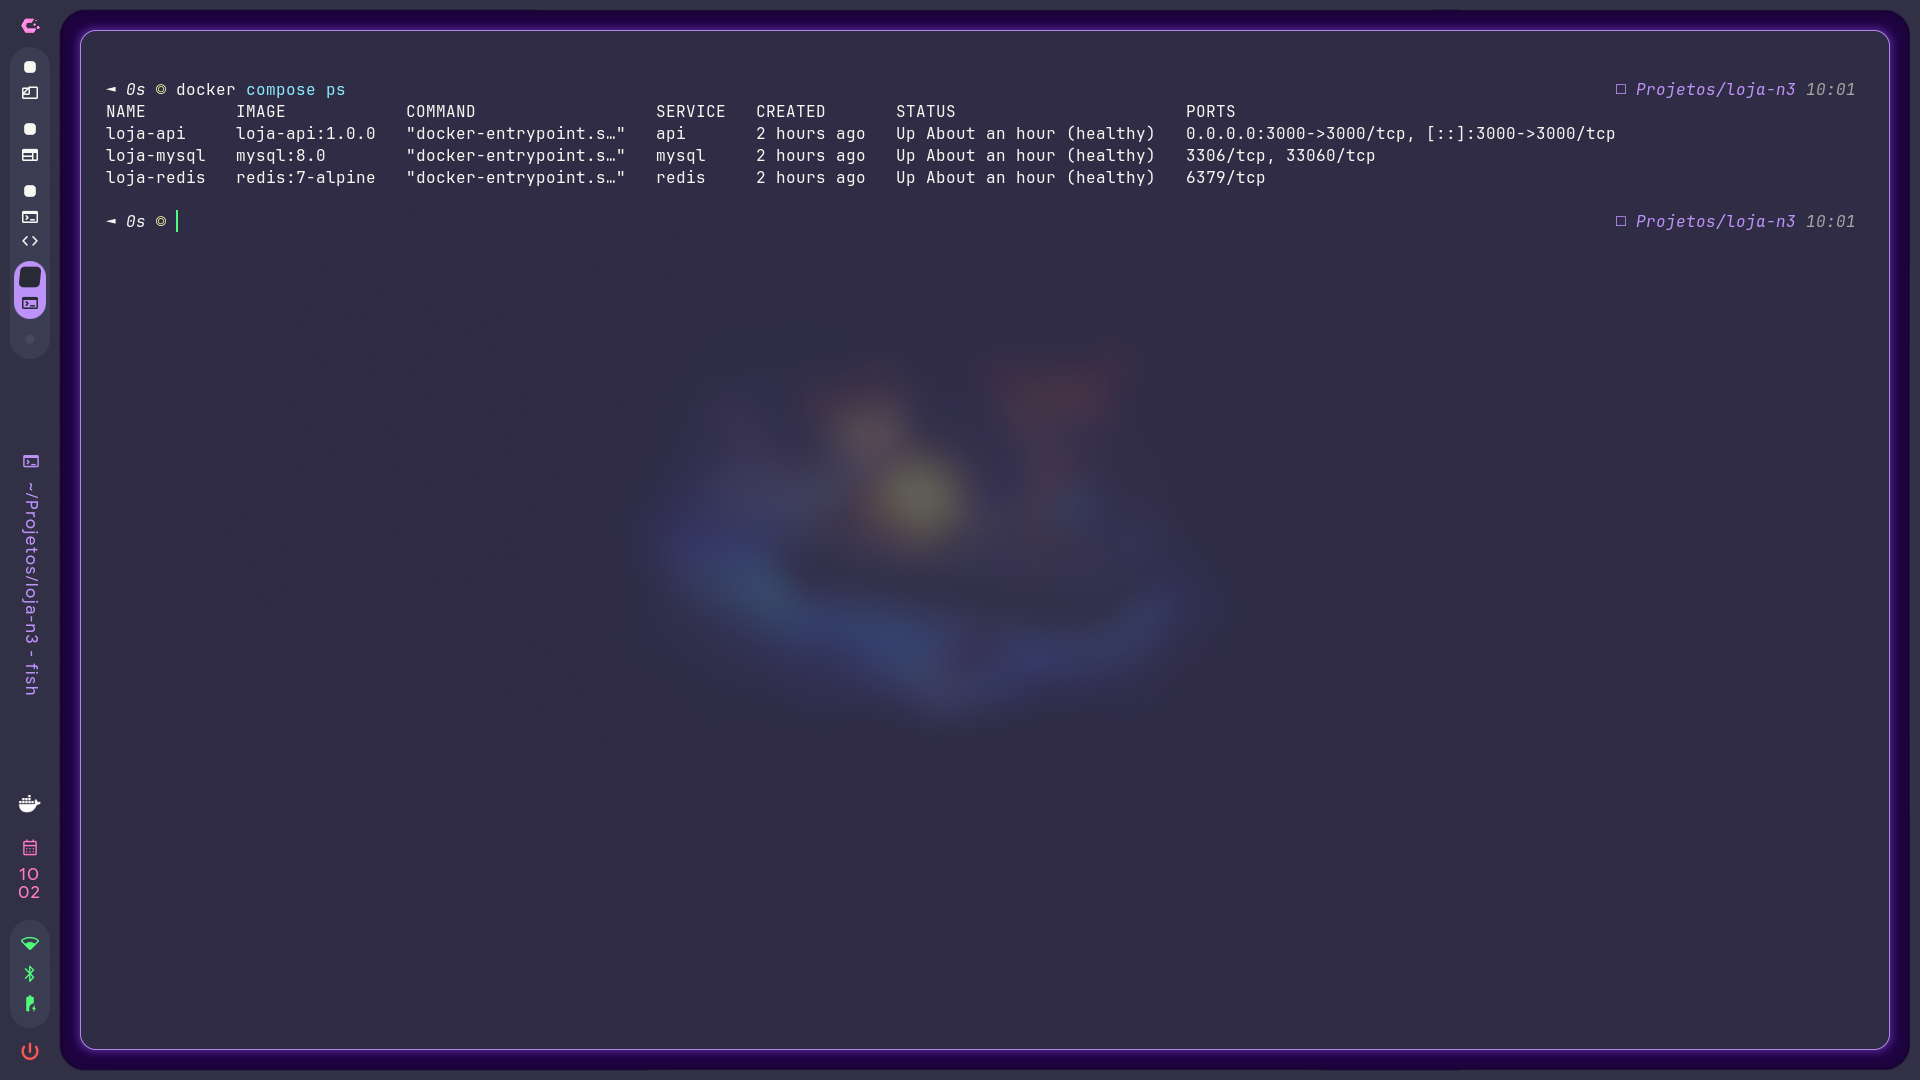 ◄ 0s ◎ docker compose ps □ Projetos/loja-n3 10:01
NAME IMAGE COMMAND SERVICE CREATED STATUS PORTS
loja-api loja-api:1.0.0 "docker-entrypoint.s…" api 2 hours ago Up About an hour (healthy) 0.0.0.0:3000->3000/tcp, [::]:3000->3000/tcp
loja-mysql mysql:8.0 "docker-entrypoint.s…" mysql 2 hours ago Up About an hour (healthy) 3306/tcp, 33060/tcp
loja-redis redis:7-alpine "docker-entrypoint.s…" redis 2 hours ago Up About an hour (healthy) 6379/tcp
◄ 0s ◎ □ Projetos/loja-n3 10:01
~/Projetos/loja-n3 - fish
10
02